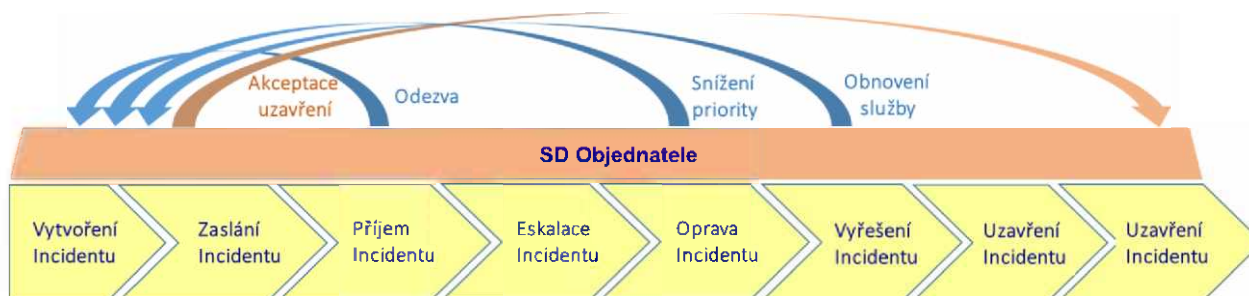 Akceptace
uzavření
Odezva
Snížení
priority
Obnovení
služby
SD Objednatele
Vytvoření
Incidentu
Zaslání
Incidentu
Příjem
Incidentu
Eskalace
Incidentu
Oprava
Incidentu
Vyřešení
Incidentu
Uzavření
Incidentu
Uzavření
Incidentu